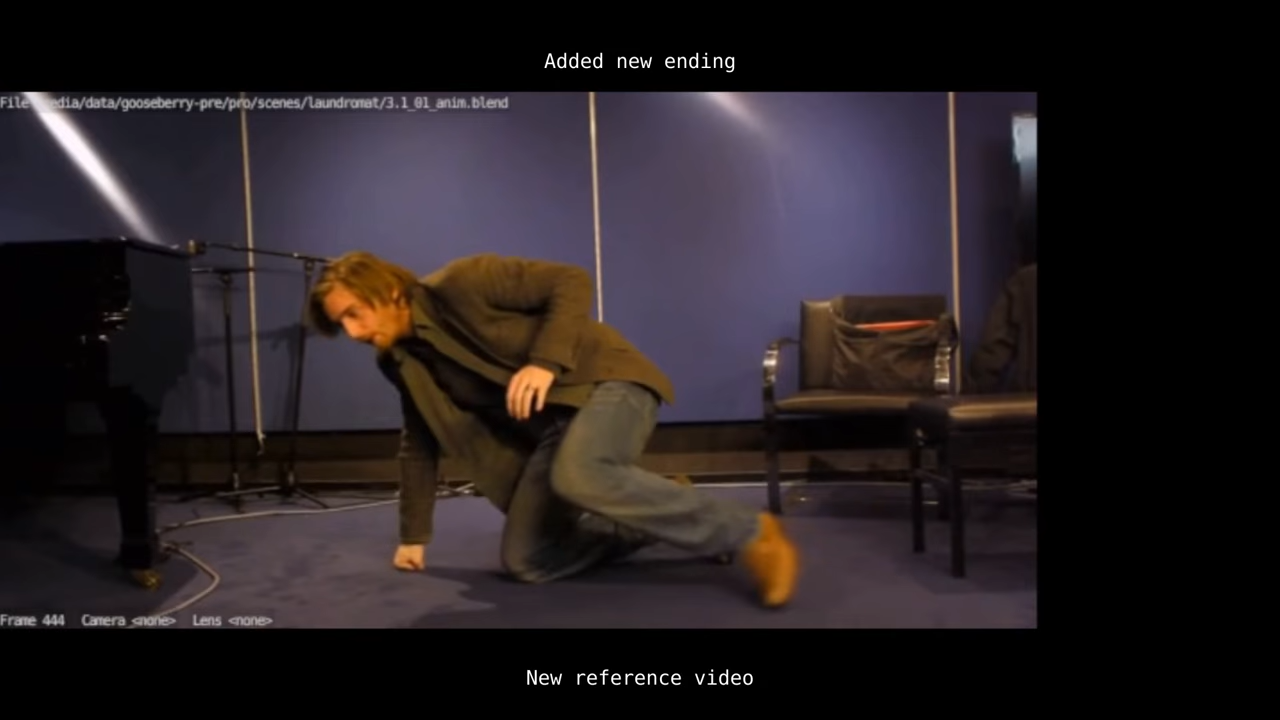 Added new ending
File /media/data/gooseberry-pre/pro/scenes/laundromat/3.1_01_anim.blend
Frame 444 Camera <none> Lens <none>
New reference video